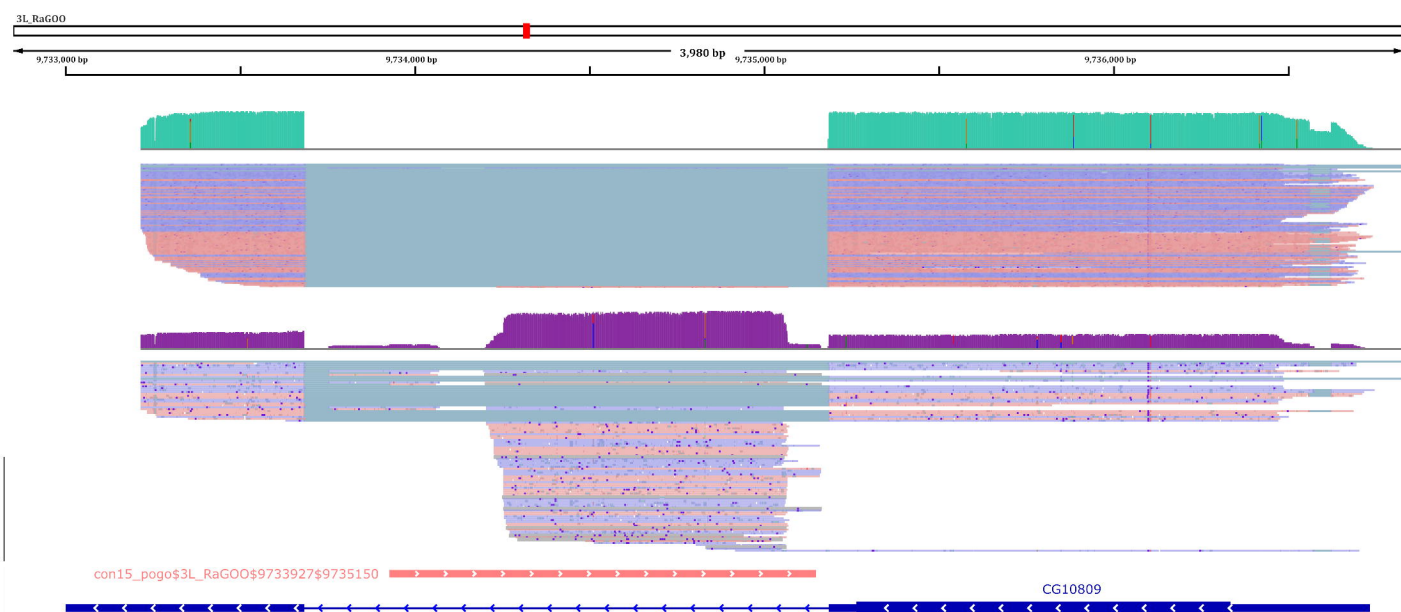 3L_RaGOO
3,980 bp
9,733,000 bp 9,734,000 bp 9,735,000 bp 9,736,000 bp
con15_pogo$3L_RaGOO$9733927$9735150
CG10809